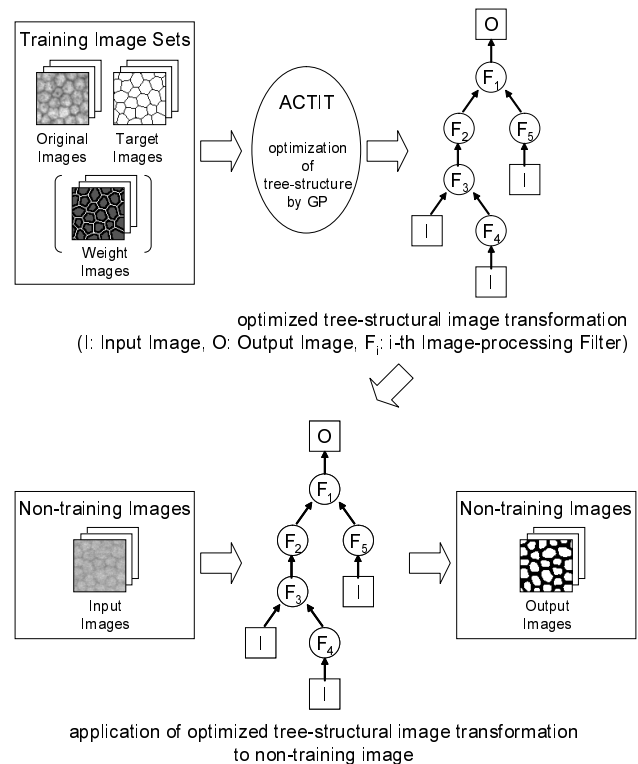 Training Image Sets
Original
Images
Target
Images
Weight
Images
ACTIT
optimization
of
tree-structure
by GP
O
F1
F2
F5
F3
I
I
F4
I
optimized tree-structural image transformation
(I: Input Image, O: Output Image, Fi: i-th Image-processing Filter)
Non-training Images
Input
Images
O
F1
F2
F5
F3
I
I
F4
I
Non-training Images
Output
Images
application of optimized tree-structural image transformation
to non-training image